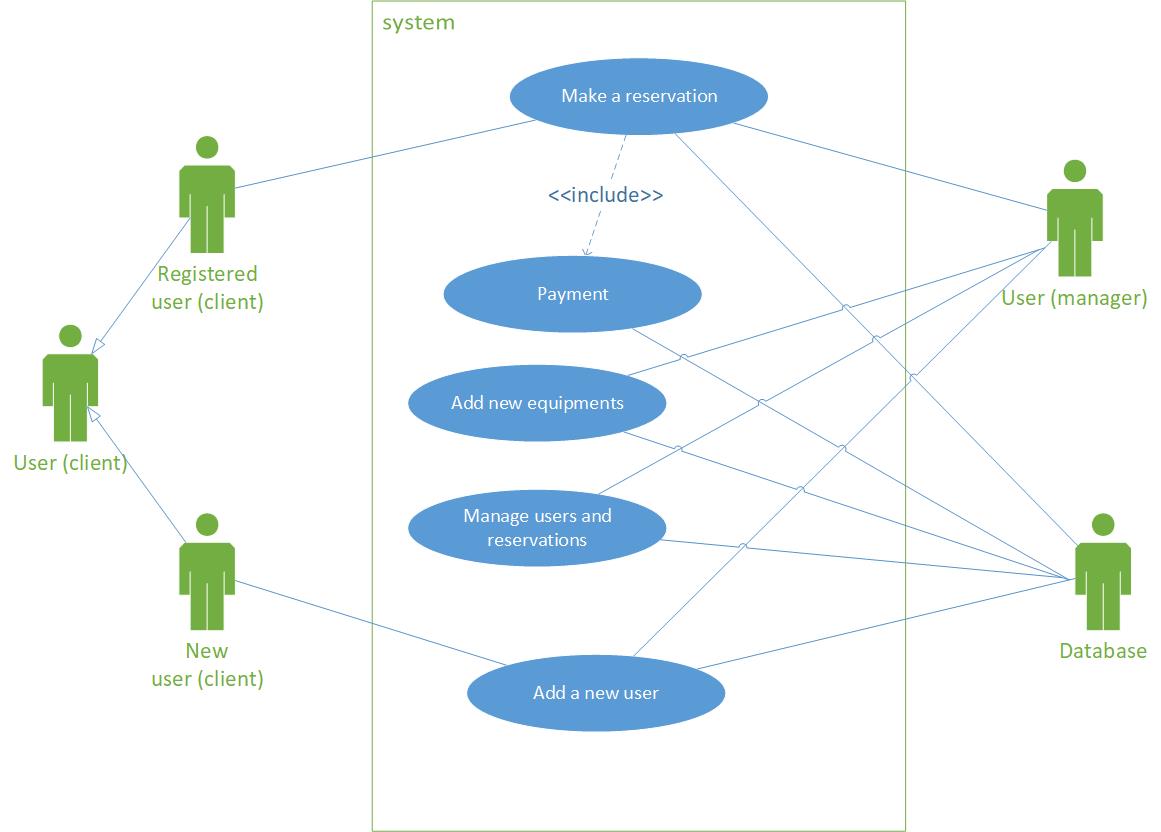 system
Make a reservation
<<include>>
Registered
user (client)
User (manager)
Payment
Add new equipments
User (client)
Manage users and
reservations
New
user (client)
Database
Add a new user